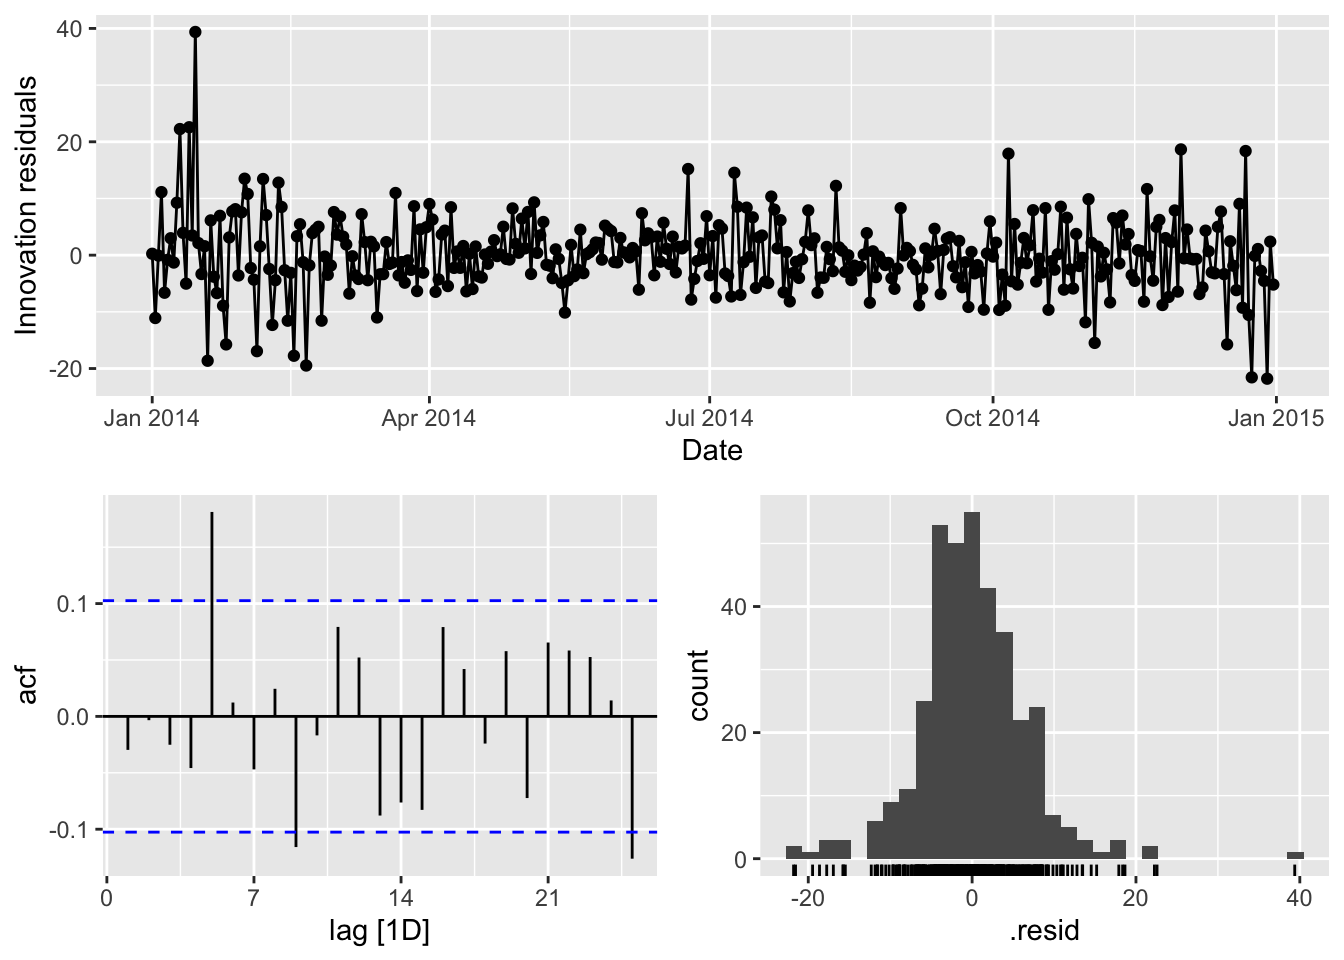 Innovation residuals
40
20
0
-20
Jan 2014 Apr 2014 Jul 2014 Oct 2014 Jan 2015
Date
acf
0.1
0.0
-0.1
0 7 14 21
lag [1D]
count
40
20
0
-20 0 20 40
.resid